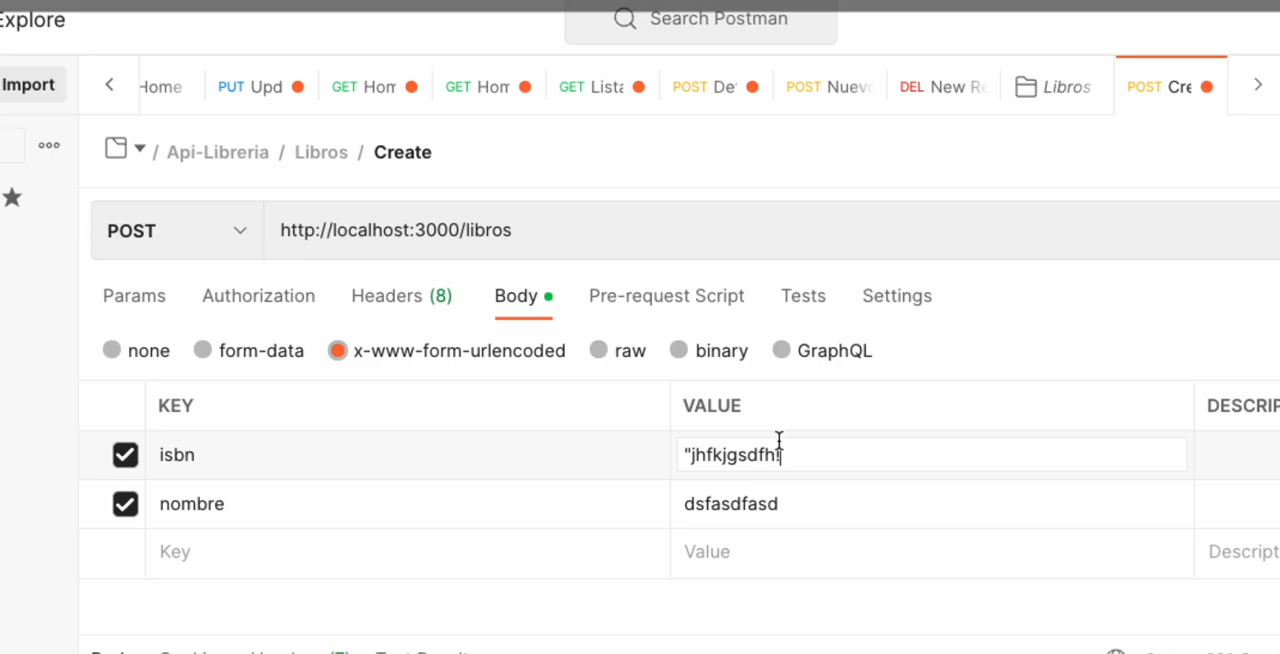 Explore
Search Postman
Import
Home PUT Upd GET Hom GET Hom GET Lista POST De POST Nuevo DEL New Re Libros POST Cre
/ Api-Libreria / Libros / Create
POST http://localhost:3000/libros
Params Authorization Headers (8) Body Pre-request Script Tests Settings
none form-data x-www-form-urlencoded raw binary GraphQL
KEY VALUE DESCRIP
isbn "jhfkjgsdfh!
nombre dsfasdfasd
Key Value Descript